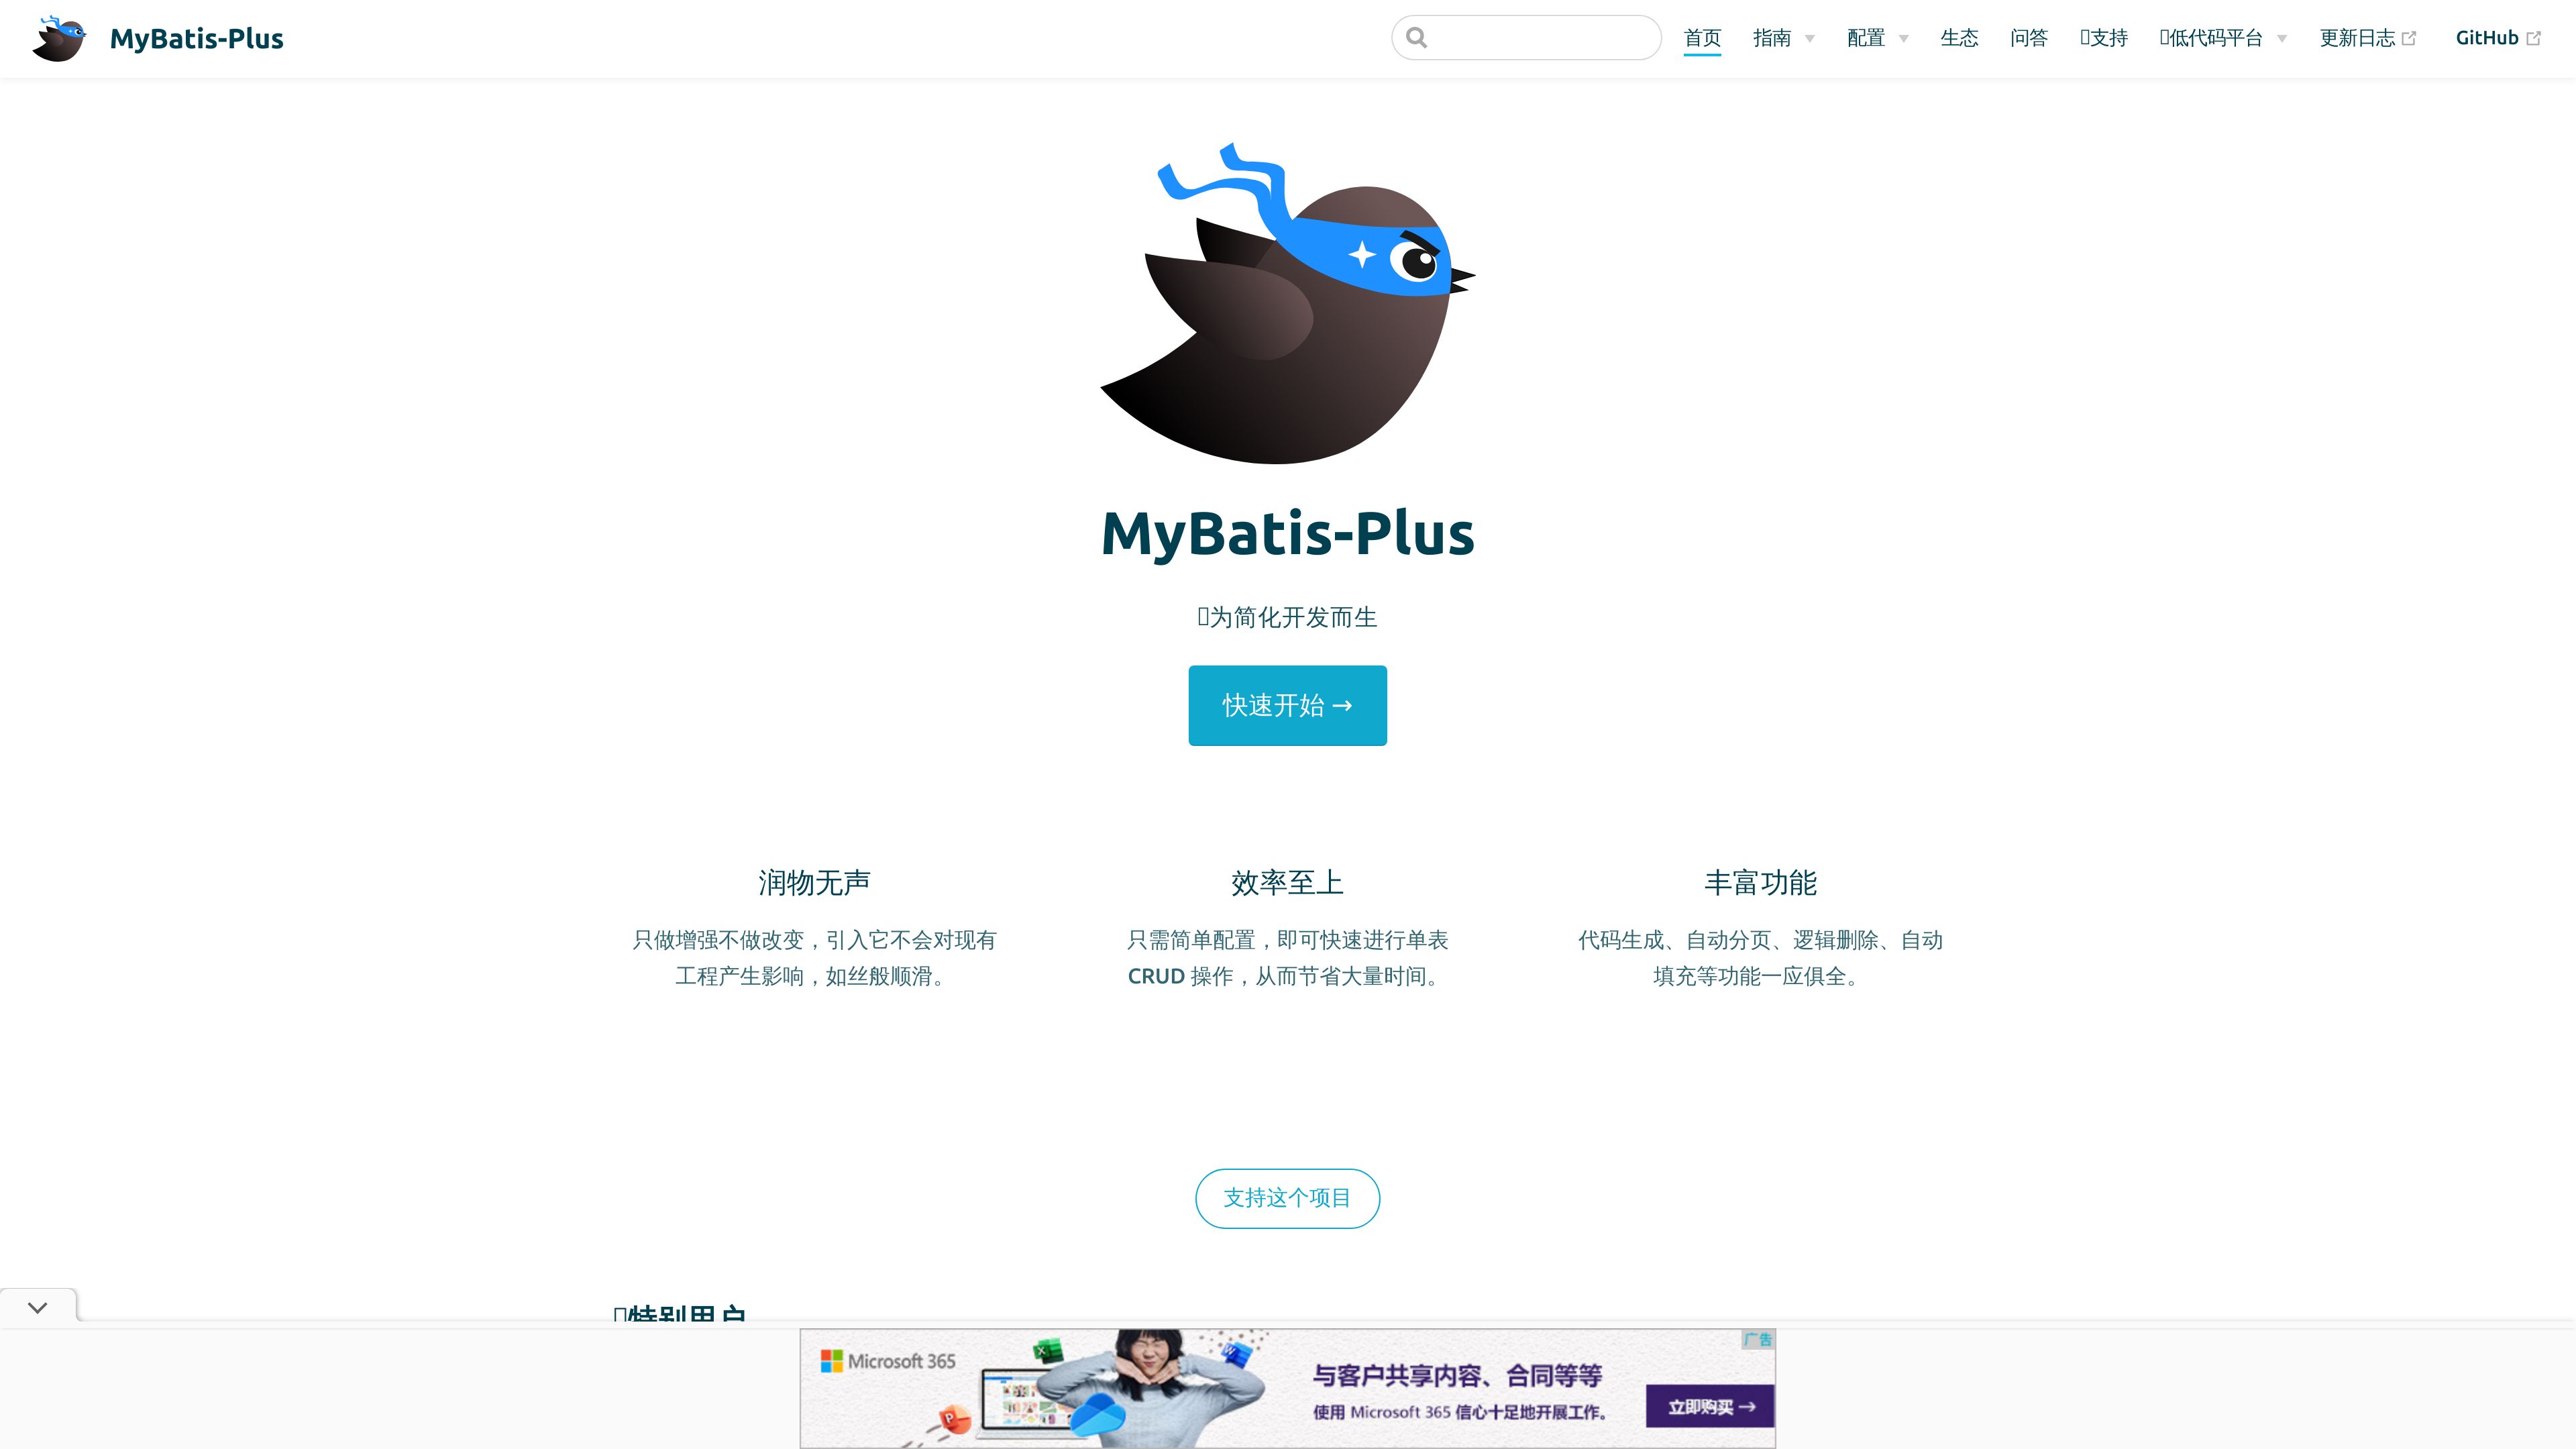 MyBatis-Plus
首页 指南 配置 生态 问答 支持 低代码平台 更新日志 GitHub
MyBatis-Plus
为简化开发而生
快速开始 →
润物无声
只做增强不做改变，引入它不会对现有
工程产生影响，如丝般顺滑。
效率至上
只需简单配置，即可快速进行单表
CRUD 操作，从而节省大量时间。
丰富功能
代码生成、自动分页、逻辑删除、自动
填充等功能一应俱全。
支持这个项目
特别用户
广告
Microsoft 365
与客户共享内容、合同等等
使用 Microsoft 365 信心十足地开展工作。
立即购买 →